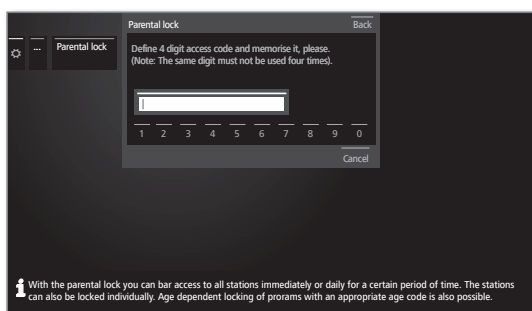 Parental lock Back
... Parental lock
Define 4 digit access code and memorise it, please.
(Note: The same digit must not be used four times).
1 2 3 4 5 6 7 8 9 0
Cancel
i With the parental lock you can bar access to all stations immediately or daily for a certain period of time. The stations
can also be locked individually. Age dependent locking of prorams with an appropriate age code is also possible.